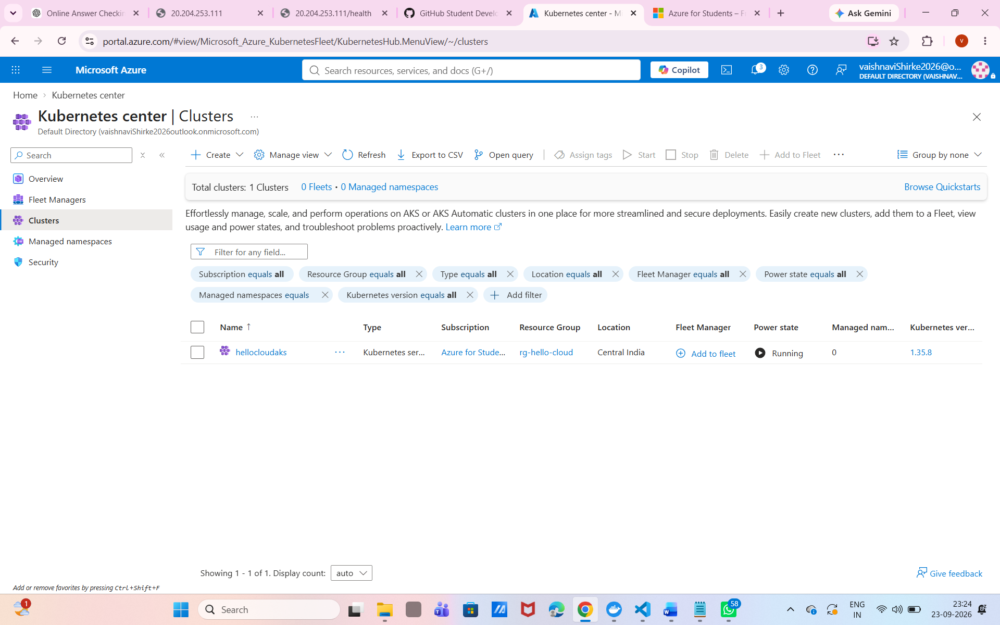 Online Answer Checkin
20.204.253.111
20.204.253.111/health
GitHub Student Develo
Kubernetes center - Mi
Azure for Students – F
Ask Gemini
portal.azure.com/#view/Microsoft_Azure_KubernetesFleet/KubernetesHub.MenuView/~/clusters
V
Microsoft Azure
Search resources, services, and docs (G+/)
Copilot
3
vaishnaviShirke2026@o...
DEFAULT DIRECTORY (VAISHNAV...
Home
Kubernetes center
Kubernetes center | Clusters
Default Directory (vaishnaviShirke2026outlook.onmicrosoft.com)
Search
Create
Manage view
Refresh
Export to CSV
Open query
Assign tags
Start
Stop
Delete
Add to Fleet
Group by none
Overview
Fleet Managers
Clusters
Managed namespaces
Security
Total clusters: 1 Clusters
0 Fleets • 0 Managed namespaces
Browse Quickstarts
Effortlessly manage, scale, and perform operations on AKS or AKS Automatic clusters in one place for more streamlined and secure deployments. Easily create new clusters, add them to a Fleet, view
usage and power states, and troubleshoot problems proactively. Learn more
Filter for any field...
Subscription equals all
Resource Group equals all
Type equals all
Location equals all
Fleet Manager equals all
Power state equals all
Managed namespaces equals
Kubernetes version equals all
Add filter
Name ↑
Type
Subscription
Resource Group
Location
Fleet Manager
Power state
Managed nam...
Kubernetes ver...
hellocloudaks
Kubernetes ser...
Azure for Stude...
rg-hello-cloud
Central India
Add to fleet
Running
0
1.35.8
Showing 1 - 1 of 1. Display count:
auto
Give feedback
Add or remove favorites by pressing Ctrl+Shift+F
1
Search
58
ENG
IN
23:24
23-09-2026